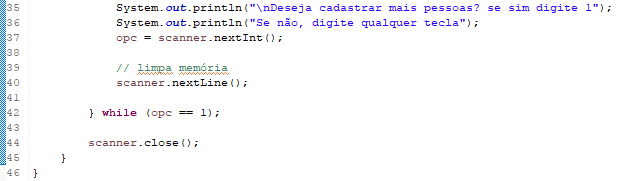 35 System.out.println("\nDeseja cadastrar mais pessoas? se sim digite 1");
36 System.out.println("Se não, digite qualquer tecla");
37 opc = scanner.nextInt();
38
39 // limpa memória
40 scanner.nextLine();
41
42 } while (opc == 1);
43
44 scanner.close();
45 }
46 }